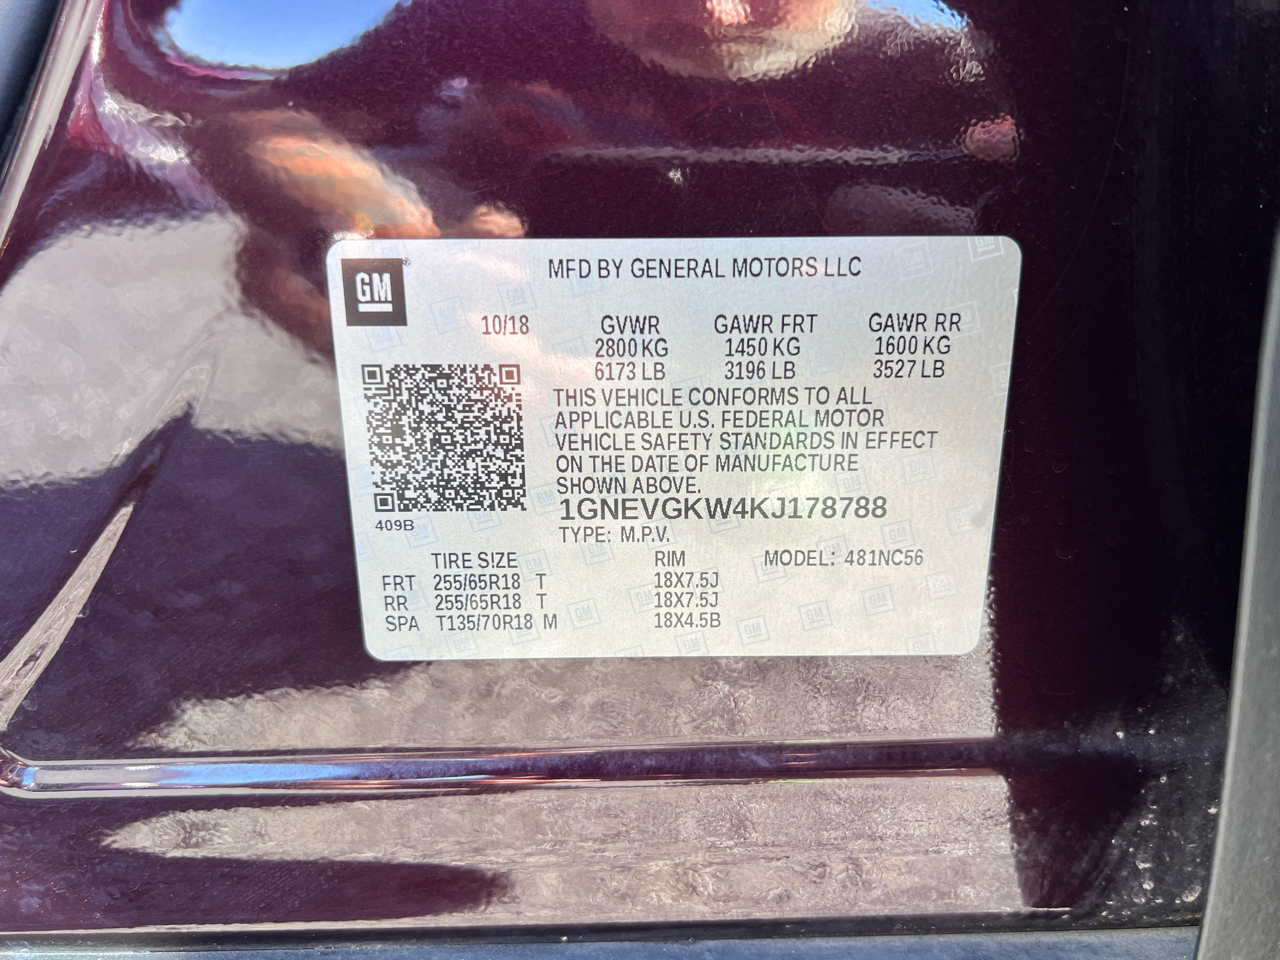 GM
MFD BY GENERAL MOTORS LLC
10/18 GVWR GAWR FRT GAWR RR
2800 KG 1450 KG 1600 KG
6173 LB 3196 LB 3527 LB
THIS VEHICLE CONFORMS TO ALL
APPLICABLE U.S. FEDERAL MOTOR
VEHICLE SAFETY STANDARDS IN EFFECT
ON THE DATE OF MANUFACTURE
SHOWN ABOVE.
1GNEVGKW4KJ178788
409B
TYPE: M.P.V.
TIRE SIZE RIM MODEL: 481NC56
FRT 255/65R18 T 18X7.5J
RR 255/65R18 T 18X7.5J
SPA T135/70R18 M 18X4.5B